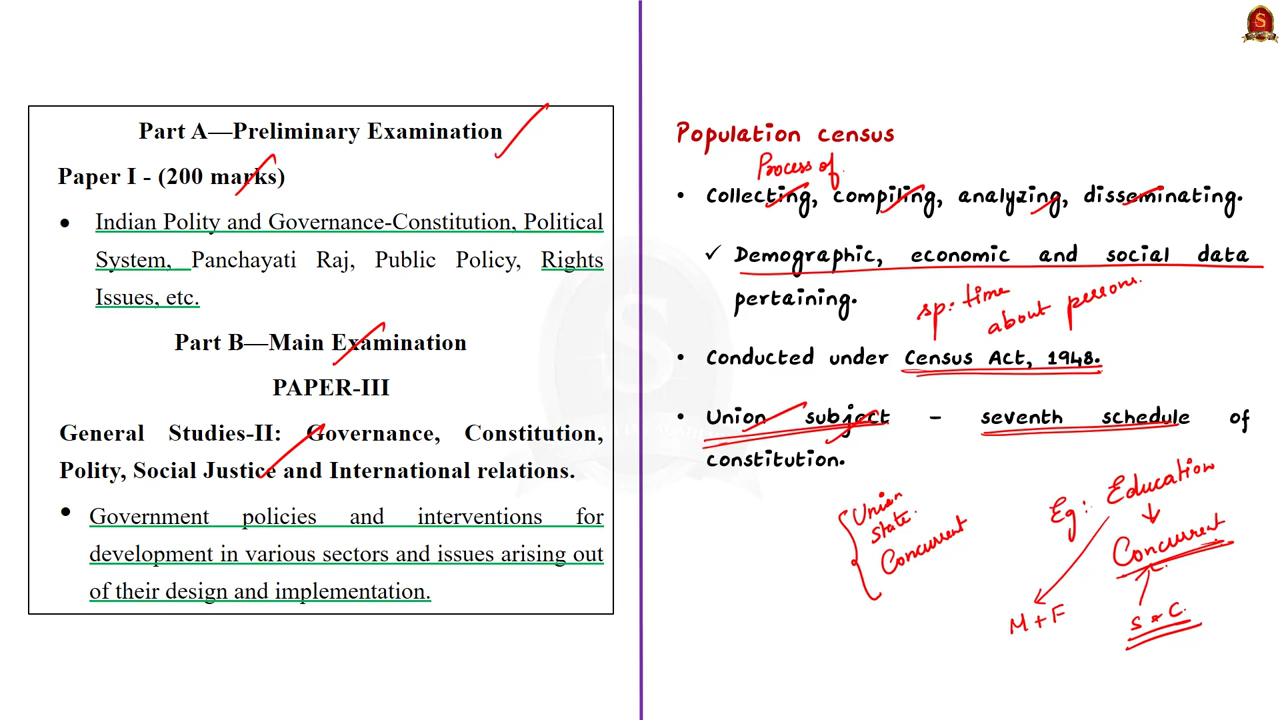 Part A—Preliminary Examination
Paper I - (200 marks)
• Indian Polity and Governance-Constitution, Political
System, Panchayati Raj, Public Policy, Rights
Issues, etc.
Part B—Main Examination
PAPER-III
General Studies-II: Governance, Constitution,
Polity, Social Justice and International relations.
• Government policies and interventions for
development in various sectors and issues arising out
of their design and implementation.
S
Population census
Process of
• Collecting, compiling, analyzing, disseminating.
✓ Demographic, economic and social data
pertaining.
sp. time
about persons.
• Conducted under Census Act, 1948.
• Union subject - seventh schedule of
constitution.
Union
State.
Concurrent
Eg: Education
Concurrent
M + F
S & C.